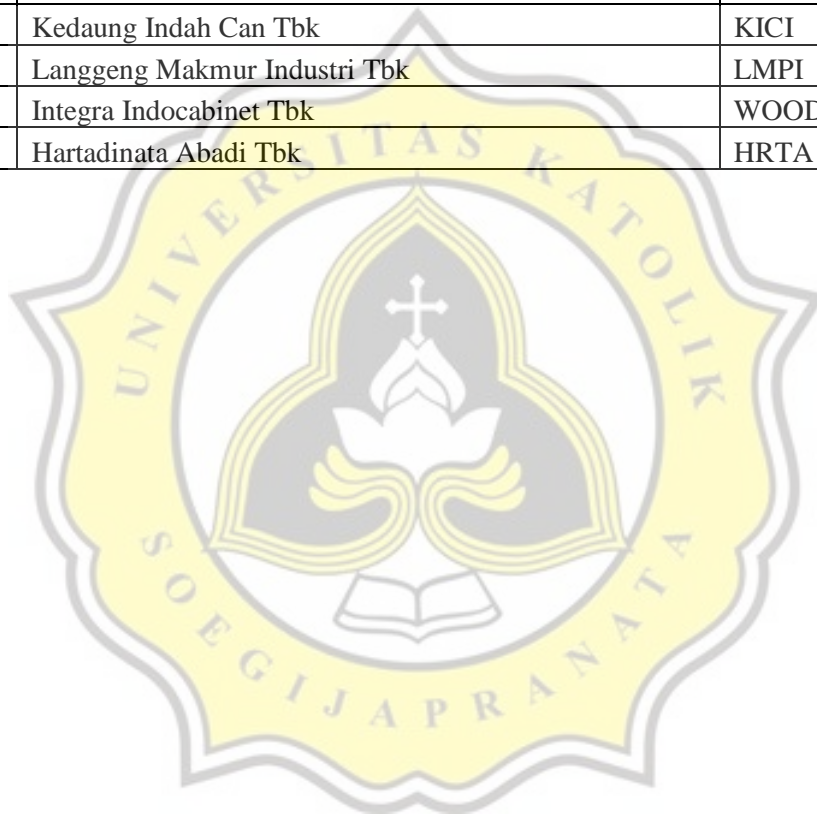 Kedaung Indah Can Tbk KICI
Langgeng Makmur Industri Tbk LMPI
Integra Indocabinet Tbk WOOD
Hartadinata Abadi Tbk HRTA
UNIVERSITAS KATOLIK
SOEGIJAPRANATA